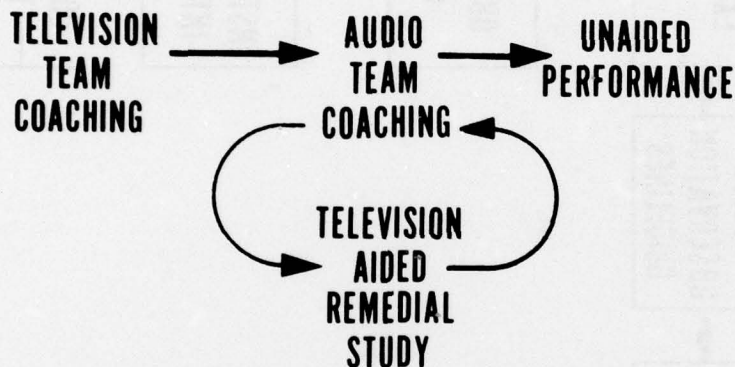 TELEVISION
TEAM
COACHING
AUDIO
TEAM
COACHING
UNAIDED
PERFORMANCE
TELEVISION
AIDED
REMEDIAL
STUDY